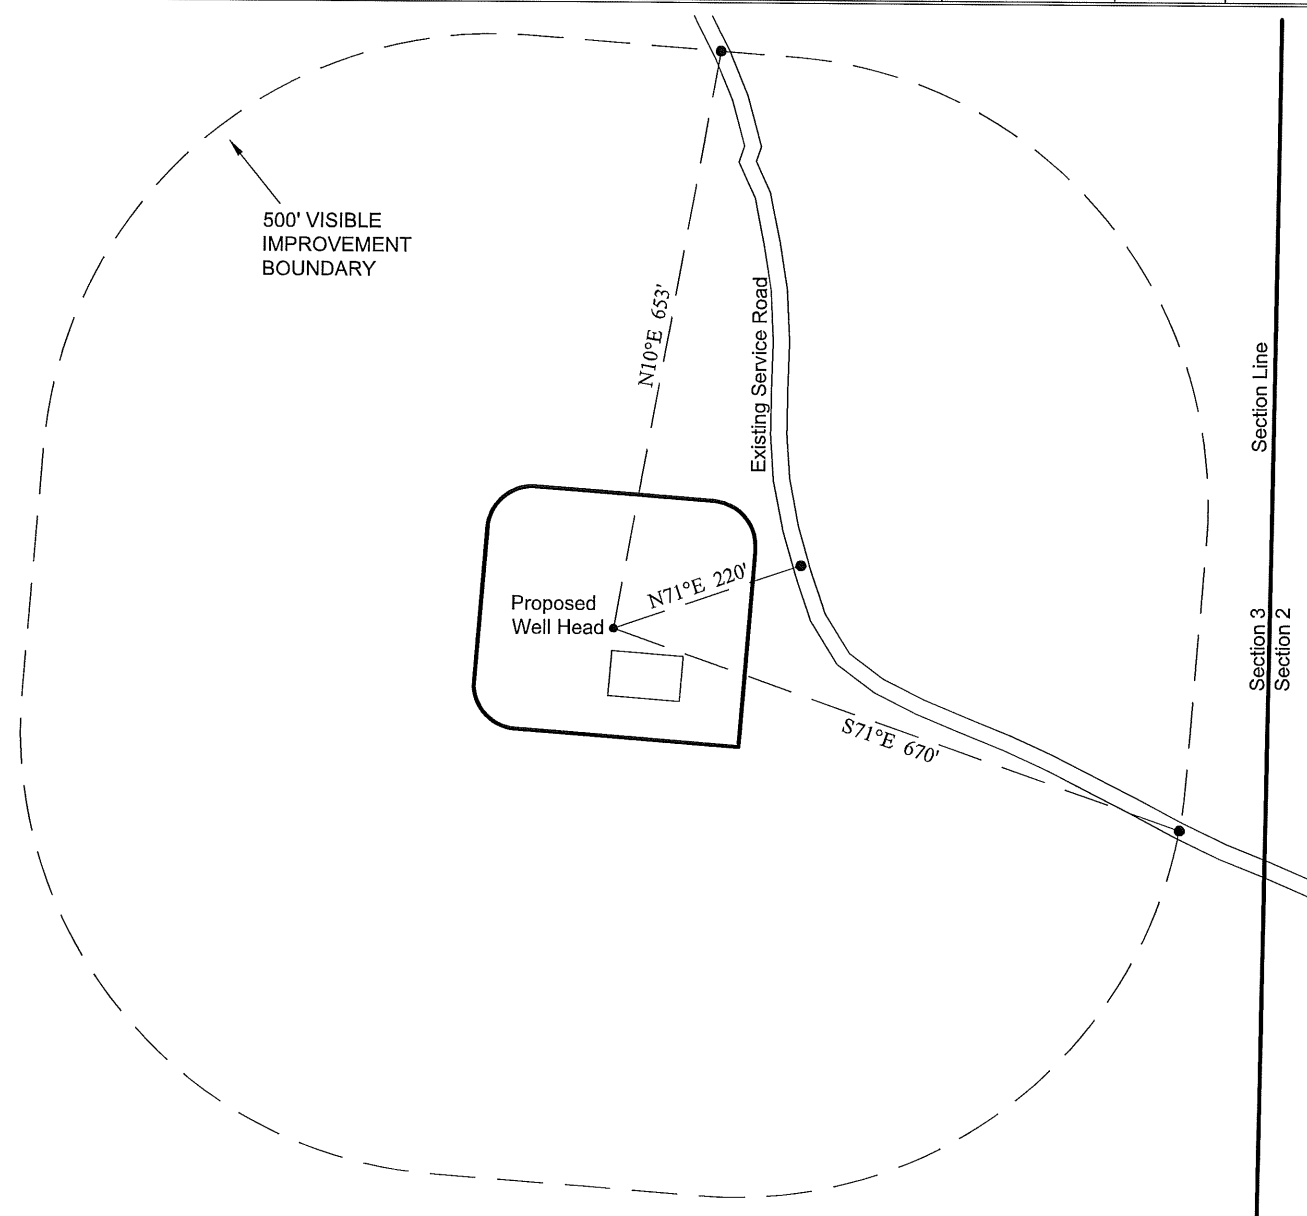 500' VISIBLE
IMPROVEMENT
BOUNDARY
N10°E 653'
Existing Service Road
Section Line
N71°E 220'
Proposed
Well Head
Section 3
Section 2
S71°E 670'